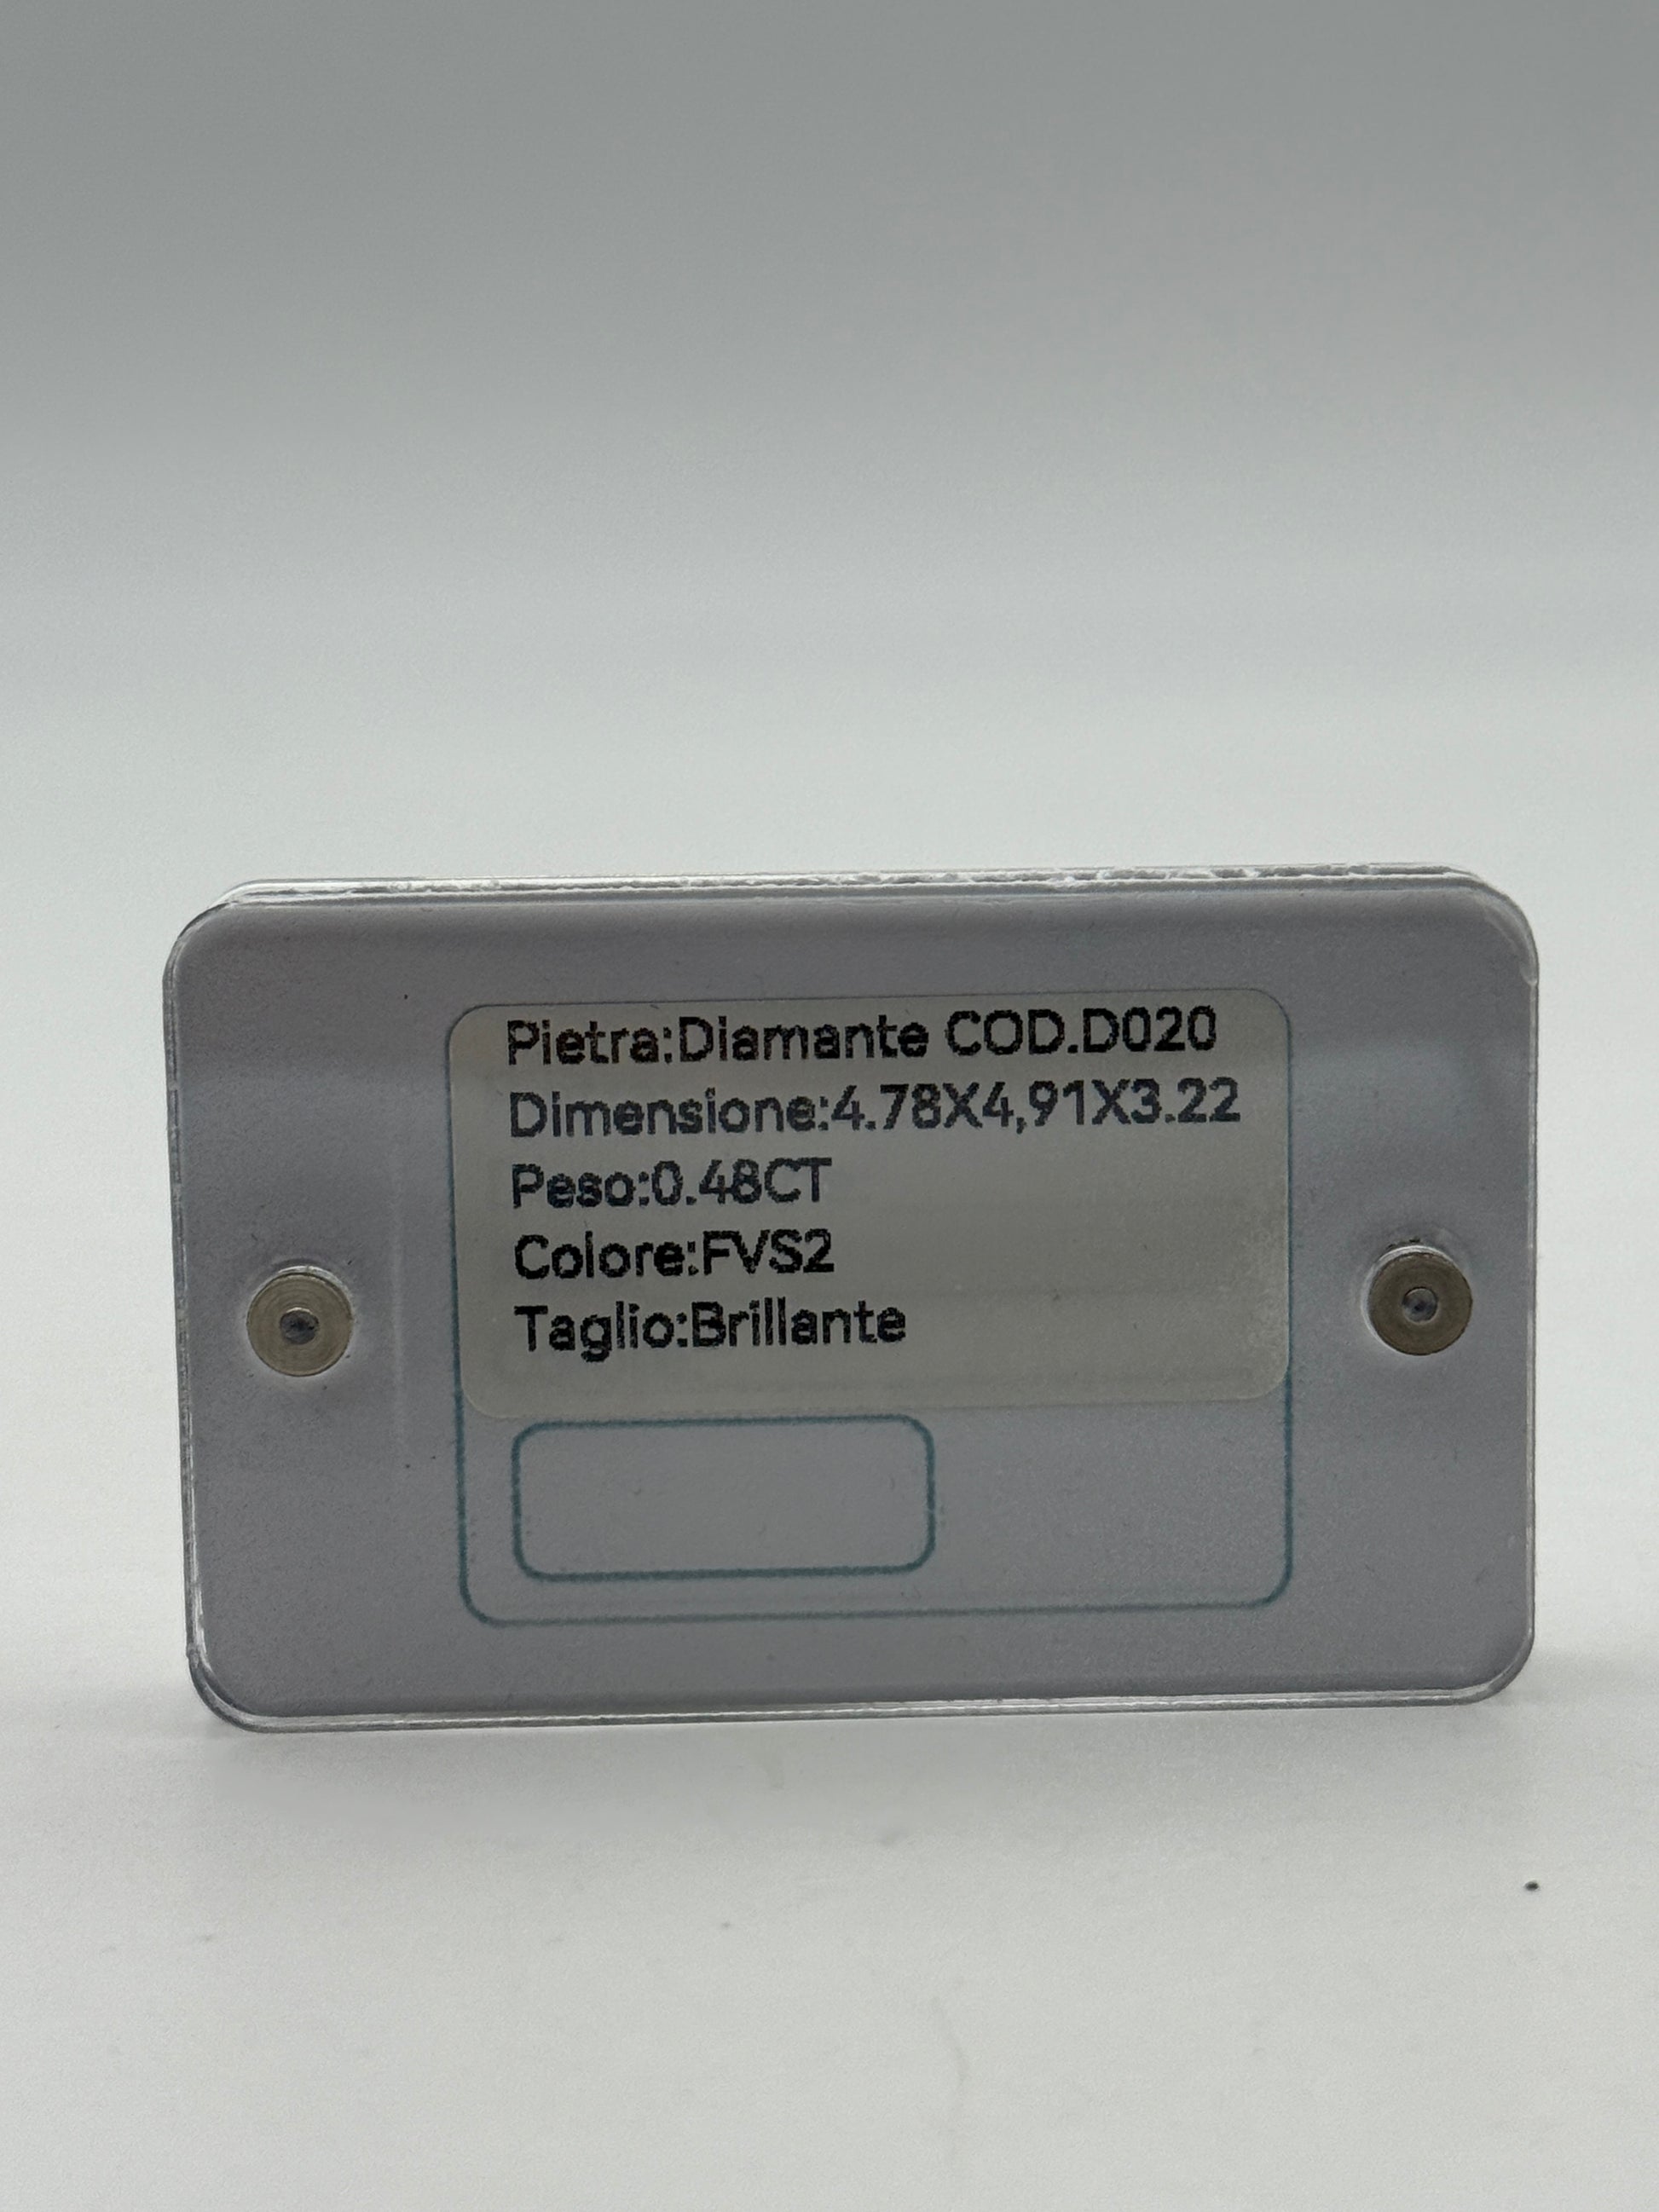 Pietra:Diamante COD.D020
Dimensione:4.78X4,91X3.22
Peso:0.48CT
Colore:FVS2
Taglio:Brillante